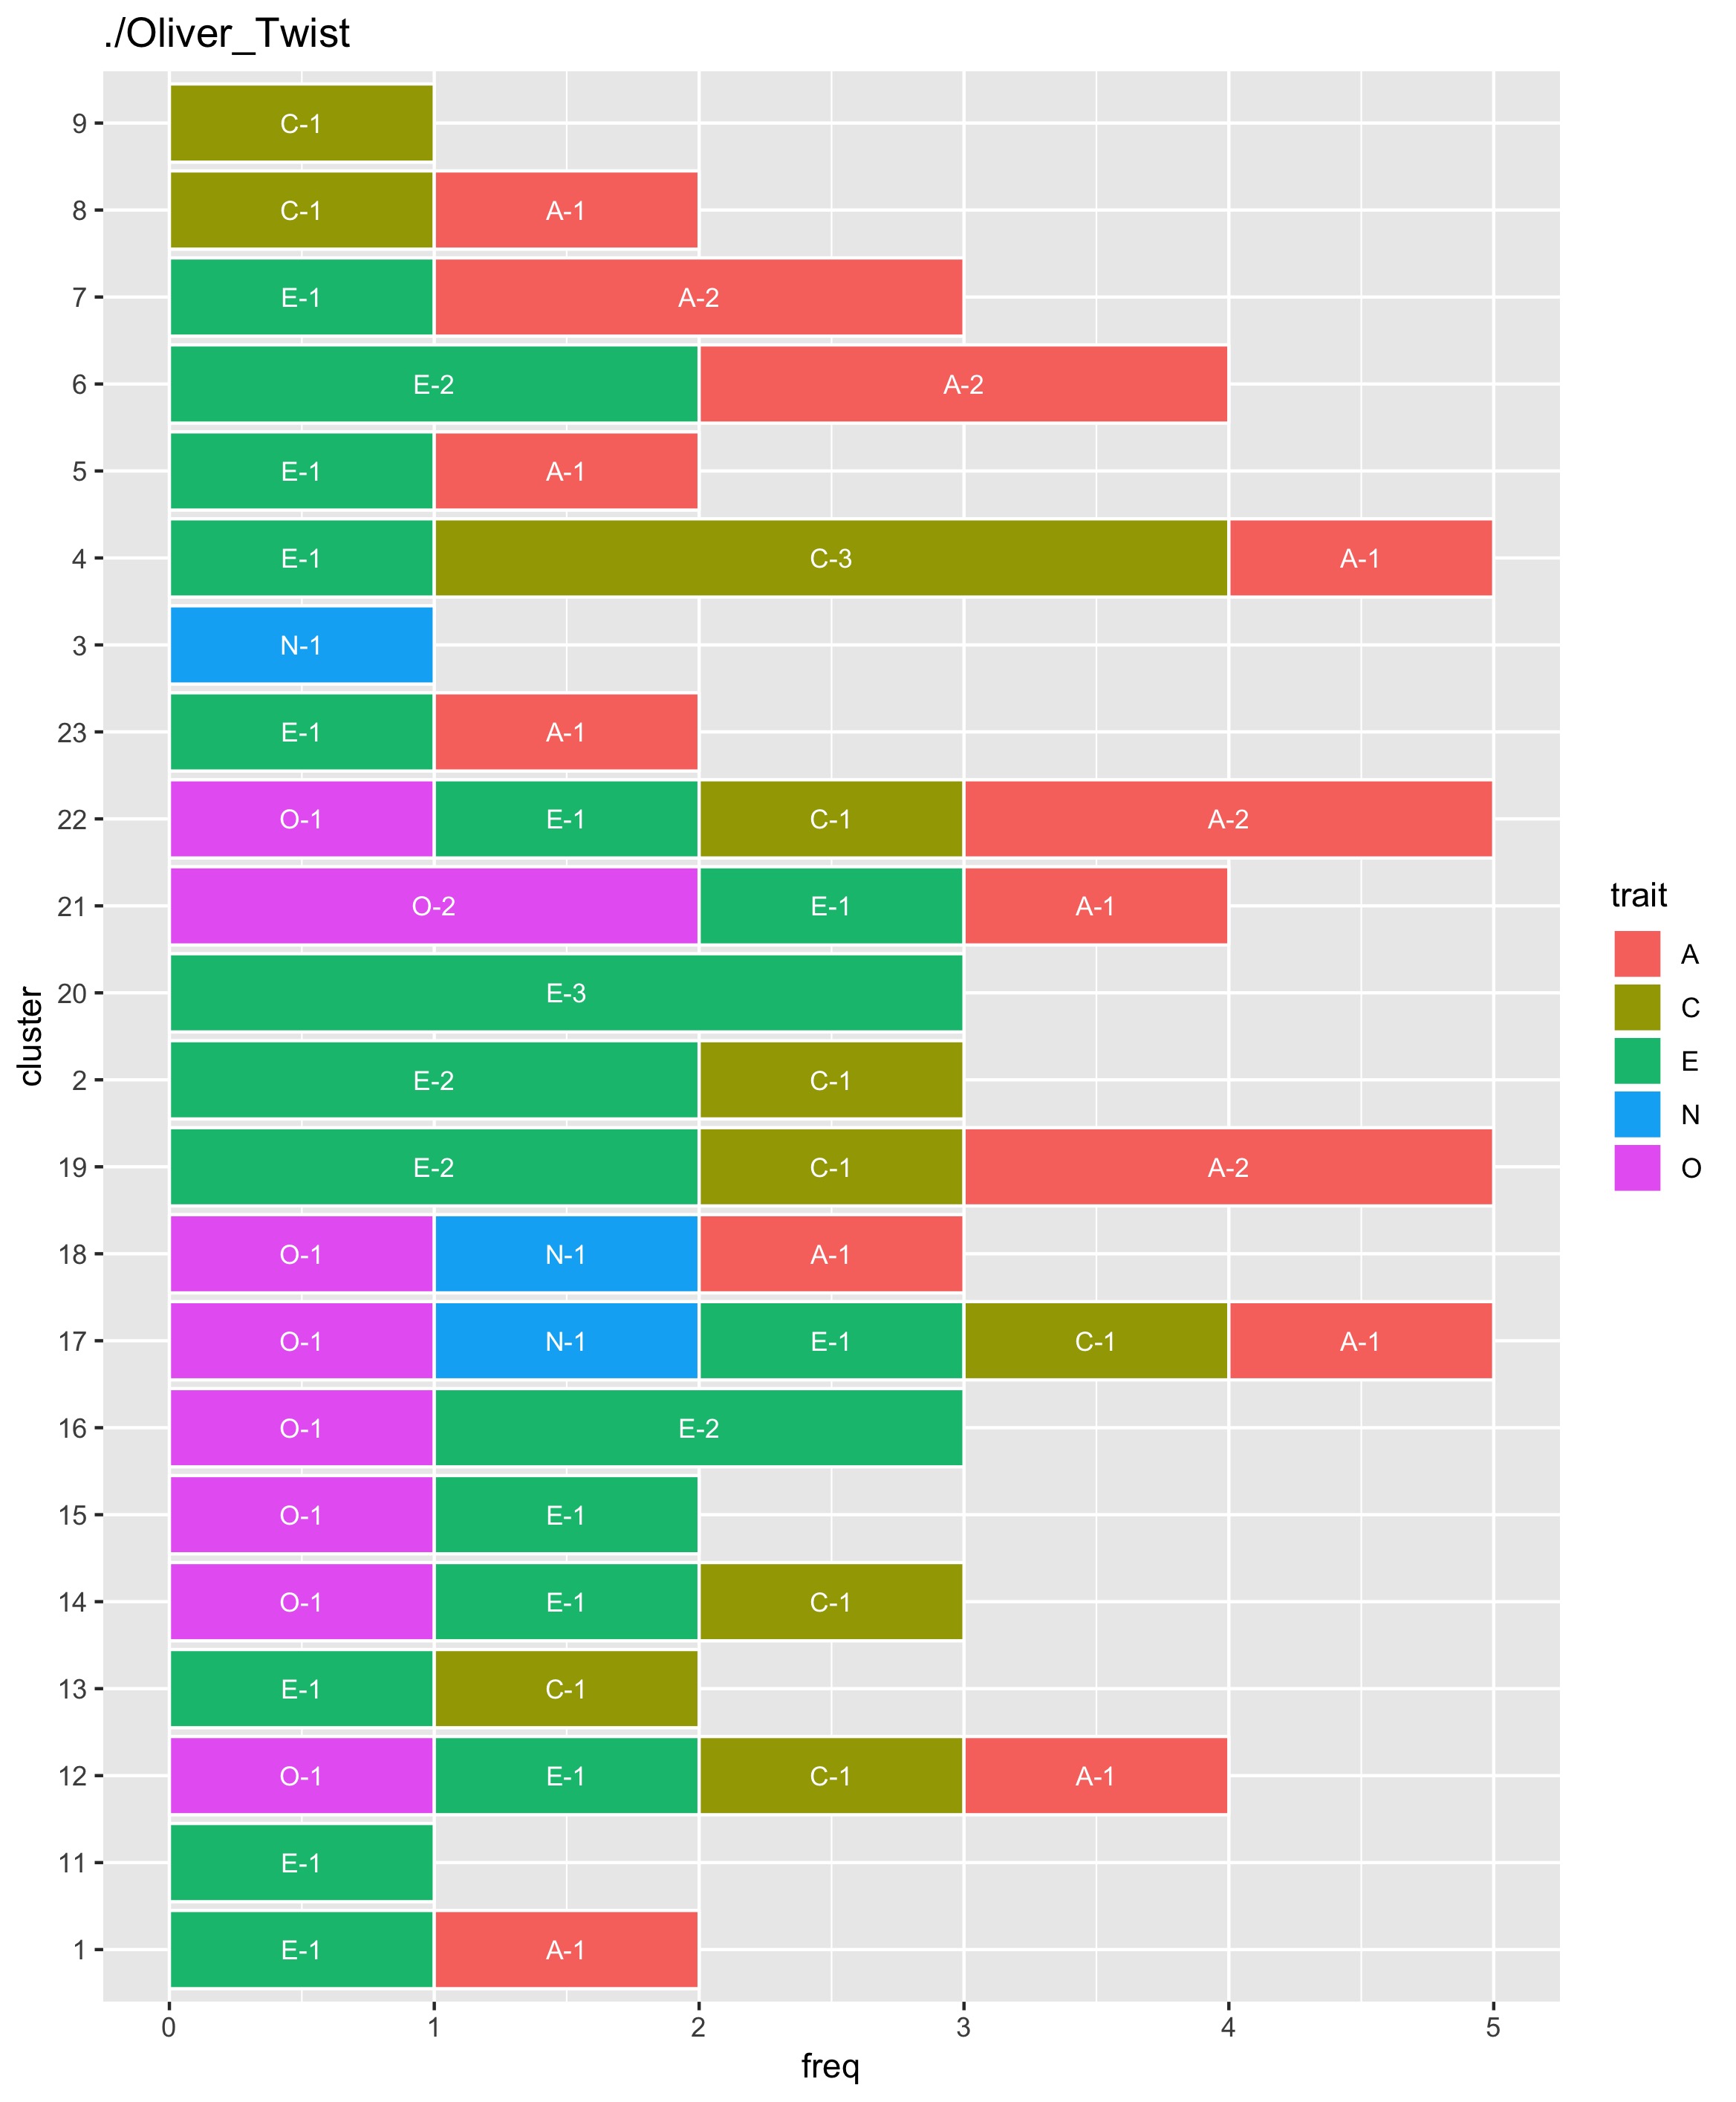 ./Oliver_Twist
9 C-1
8 C-1 A-1
7 E-1 A-2
6 E-2 A-2
5 E-1 A-1
4 E-1 C-3 A-1
3 N-1
23 E-1 A-1
22 O-1 E-1 C-1 A-2
21 O-2 E-1 A-1
20 E-3
2 E-2 C-1
19 E-2 C-1 A-2
18 O-1 N-1 A-1
17 O-1 N-1 E-1 C-1 A-1
16 O-1 E-2
15 O-1 E-1
14 O-1 E-1 C-1
13 E-1 C-1
12 O-1 E-1 C-1 A-1
11 E-1
1 E-1 A-1
0 1 2 3 4 5
freq
cluster
trait
A
C
E
N
O